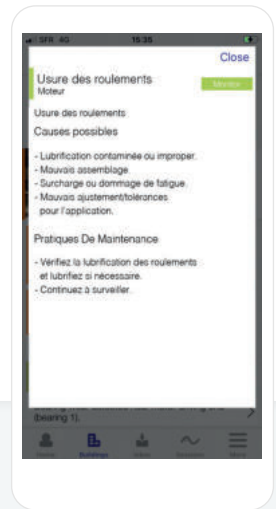 SFR 4G 15:35
Close
Usure des roulements
Moteur
Monitor
Usure des roulements
Causes possibles
- Lubrification contaminée ou improper.
- Mauvais assemblage.
- Surcharge ou dommage de fatigue.
- Mauvais ajustement/tolérances
pour l'application.
Pratiques De Maintenance
- Vérifiez la lubrification des roulements
et lubrifiez si nécessaire.
- Continuez à surveiller.
(bearing 1).
Buildings